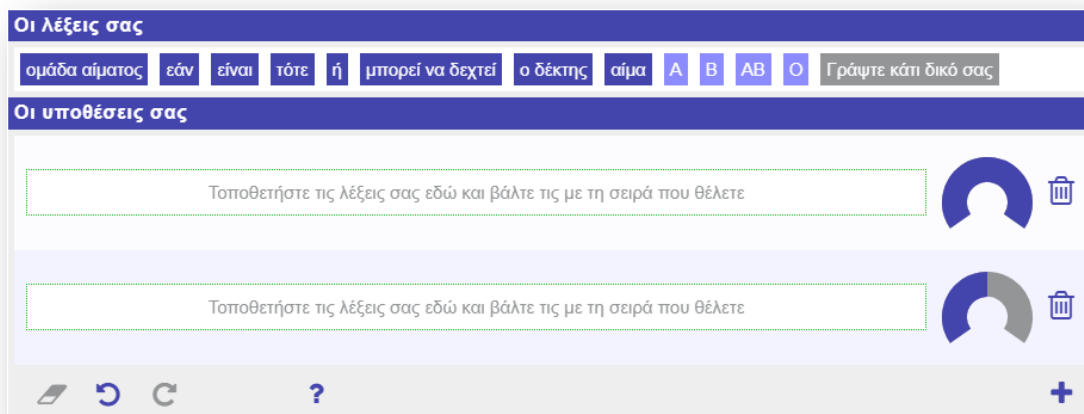 Οι λέξεις σας
ομάδα αίματος εάν είναι τότε ή μπορεί να δεχτεί ο δέκτης αίμα A B AB O Γράψτε κάτι δικό σας
Οι υποθέσεις σας
Τοποθετήστε τις λέξεις σας εδώ και βάλτε τις με τη σειρά που θέλετε
Τοποθετήστε τις λέξεις σας εδώ και βάλτε τις με τη σειρά που θέλετε
?